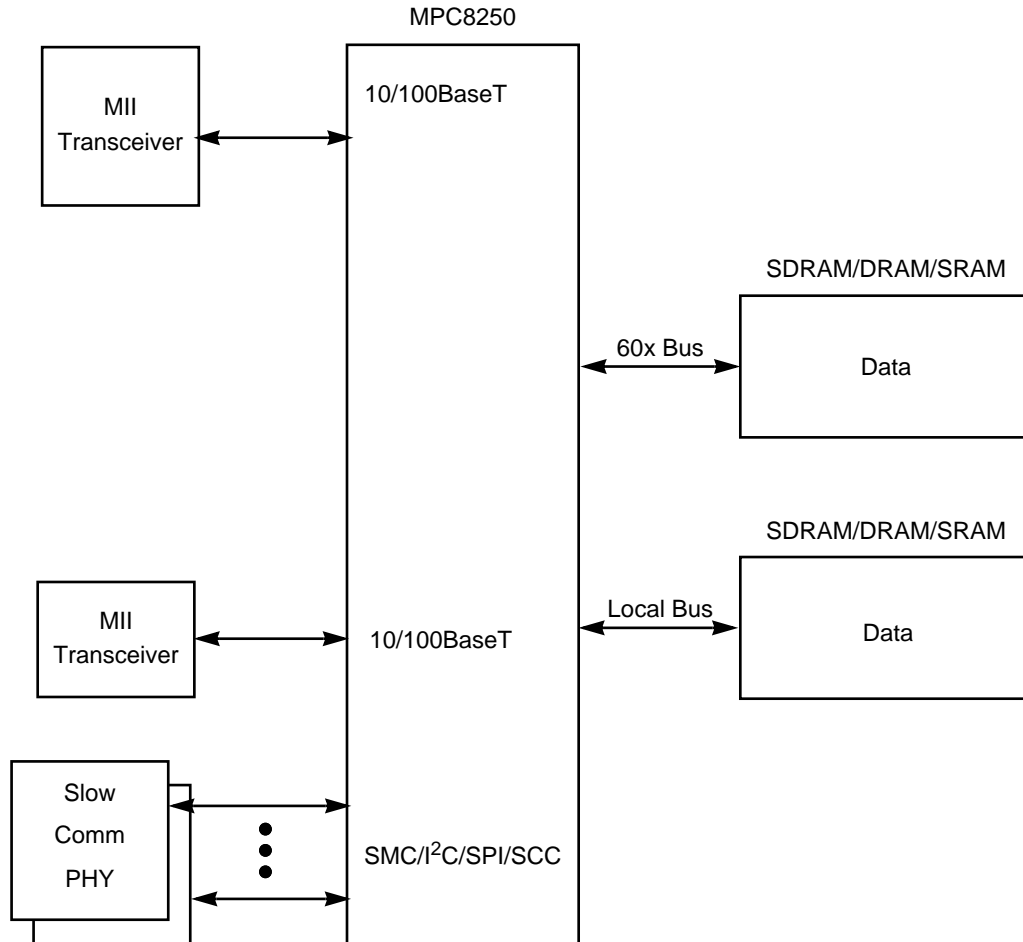 MPC8250
MII
Transceiver
10/100BaseT
SDRAM/DRAM/SRAM
60x Bus
Data
SDRAM/DRAM/SRAM
Local Bus
Data
MII
Transceiver
10/100BaseT
Slow
Comm
PHY
SMC/I²C/SPI/SCC